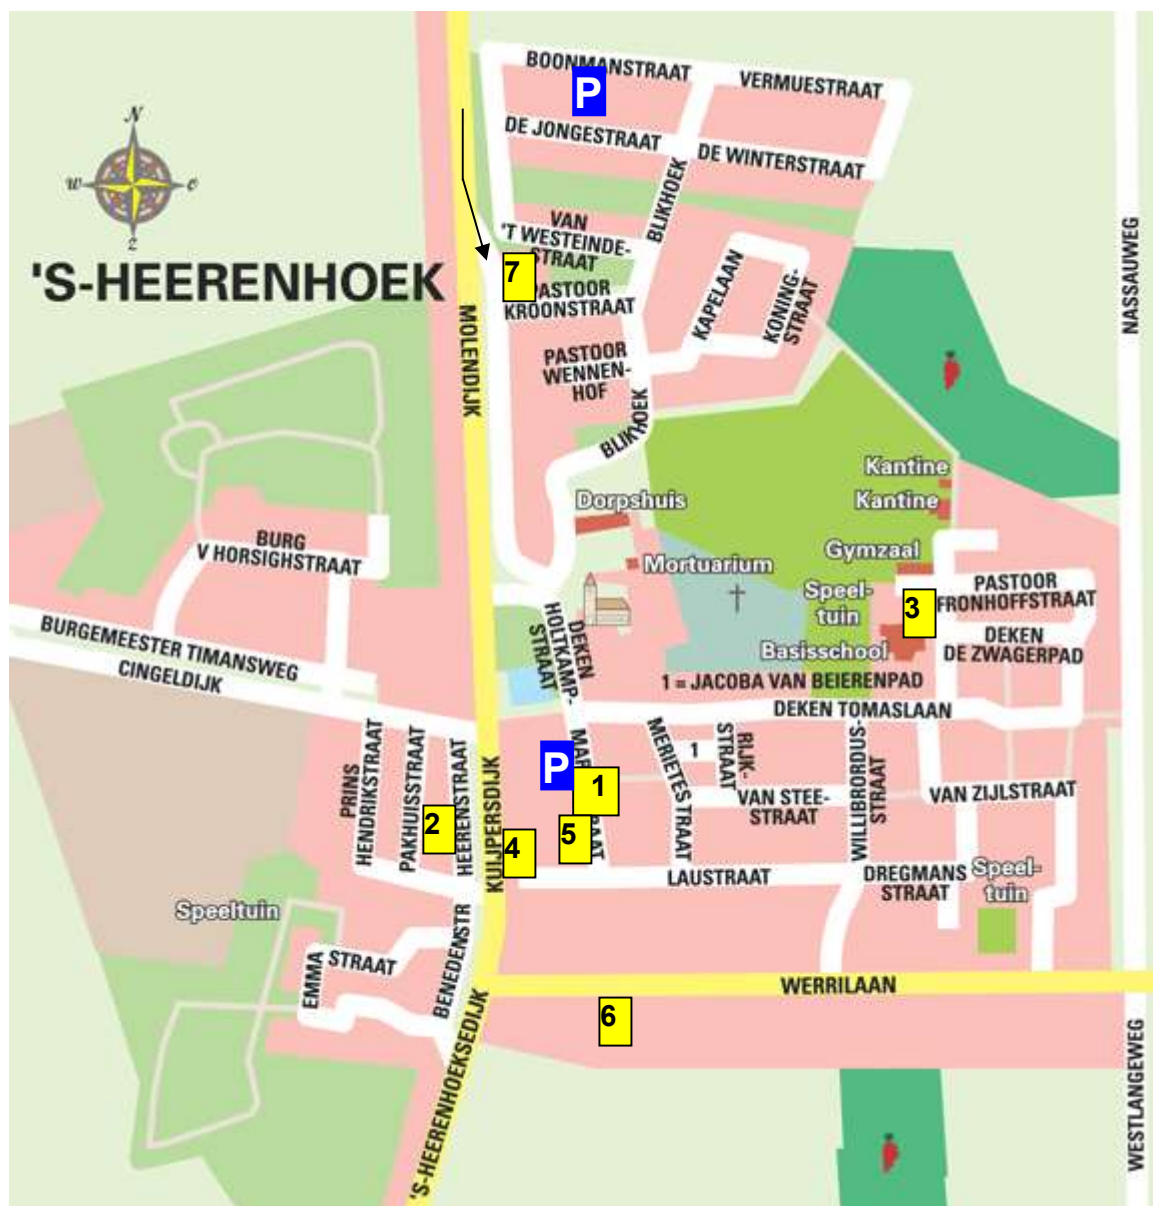 BOONMANSTRAAT
VERMUESTRAAT
P
DE JONGESTRAAT
DE WINTERSTRAAT
N
W
O
Z
BLIKHOEK
VAN
'T WESTEINDE-
STRAAT
'S-HEERENHOEK
7
PASTOOR
KROONSTRAAT
KAPELAAN
KONING-
STRAAT
NASSAUWEG
MOLENDIJK
PASTOOR
WENNEN-
HOF
BLIKHOEK
Kantine
Kantine
Dorpshuis
BURG
V HORSIGHSTRAAT
Gymzaal
Mortuarium
PASTOOR
FRONHOFFSTRAAT
Speel-
tuin
3
DEKEN
HOLTKAMP-
STRAAT
BURGEMEESTER TIMANSWEG
CINGELDIJK
DEKEN
DE ZWAGERPAD
Basisschool
1 = JACOBA VAN BEIERENPAD
DEKEN TOMASLAAN
PRINS
HENDRIKSTRAAT
PAKHUISSTRAAT
HEERENSTRAAT
KUIJPERSDIJK
P
MAR
RAAT
1
MERIETESTRAAT
1
RIJK-
STRAAT
VAN STEE-
STRAAT
WILLIBRORDUS-
STRAAT
VAN ZIJLSTRAAT
2
4
5
LAUSTRAAT
DREGMANS
STRAAT
Speel-
tuin
Speeltuin
EMMA
STRAAT
BENEDENSTR
WERRILAAN
6
'S-HEERENHOEKSEDIJK
WESTLANGEWEG